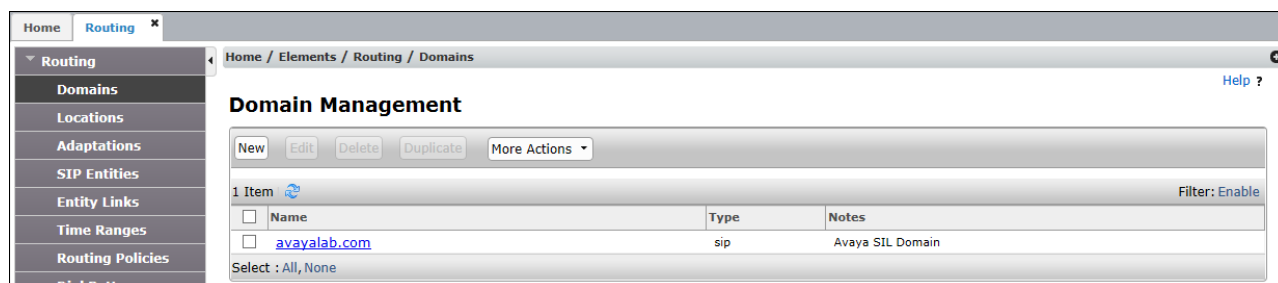 Home
Routing ×
Routing
Domains
Locations
Adaptations
SIP Entities
Entity Links
Time Ranges
Routing Policies
Home / Elements / Routing / Domains
Help ?
Domain Management
New Edit Delete Duplicate More Actions
1 Item
Filter: Enable
Name Type Notes
avayalab.com sip Avaya SIL Domain
Select : All, None